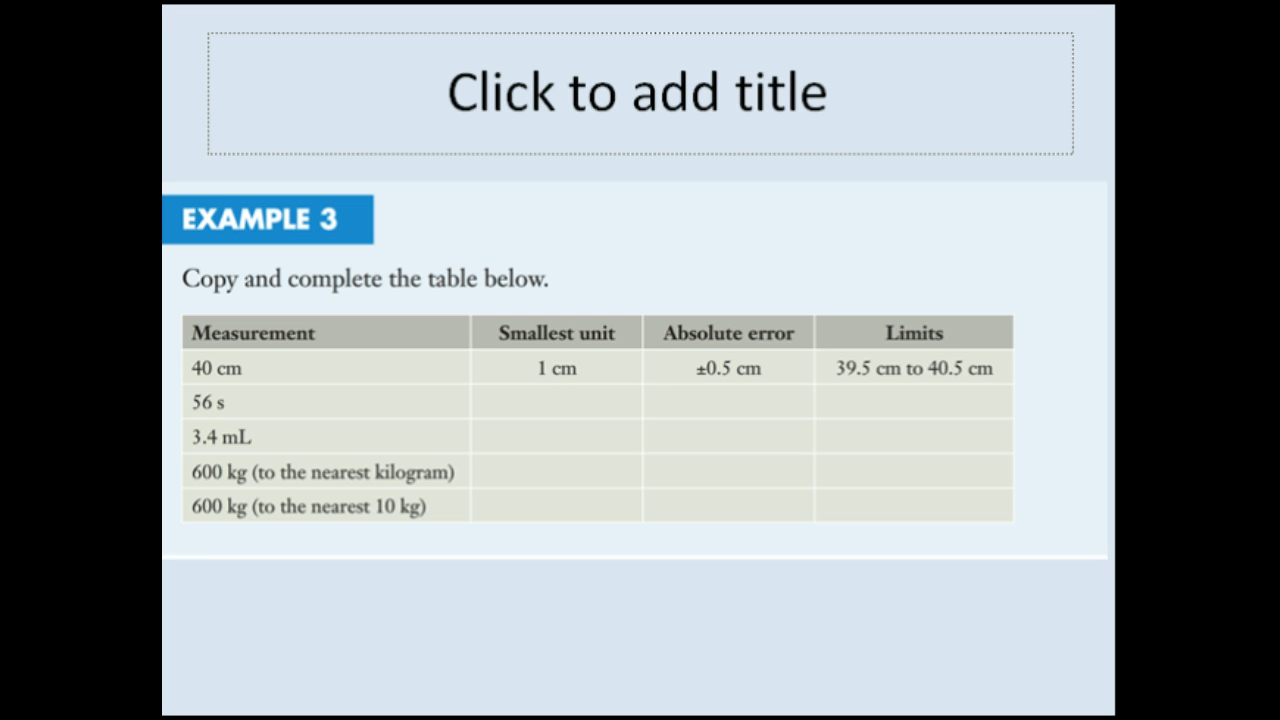 Click to add title
EXAMPLE 3
Copy and complete the table below.
Measurement Smallest unit Absolute error Limits
40 cm 1 cm ±0.5 cm 39.5 cm to 40.5 cm
56 s
3.4 mL
600 kg (to the nearest kilogram)
600 kg (to the nearest 10 kg)